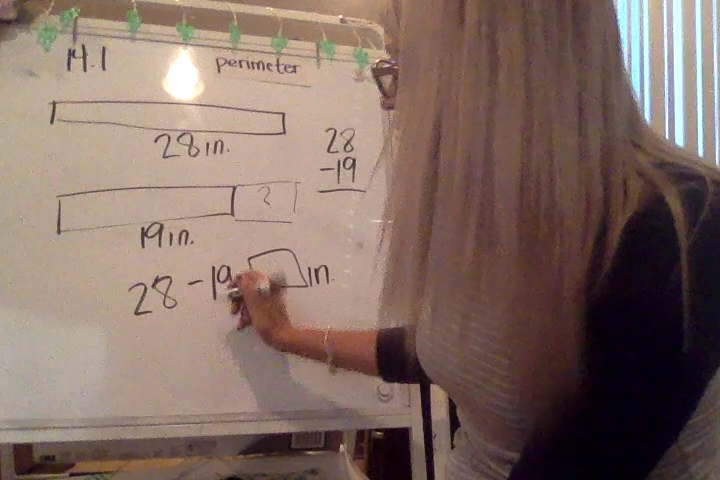 14.1 perimeter
28in.
28
-19
?
19in.
28 - 19 in.